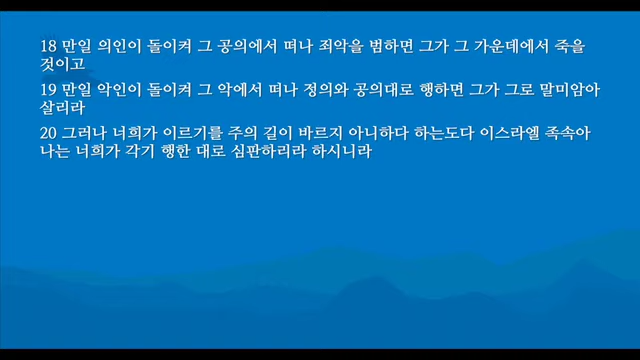 18 만일 의인이 돌이켜 그 공의에서 떠나 죄악을 범하면 그가 그 가운데에서 죽을
것이고
19 만일 악인이 돌이켜 그 악에서 떠나 정의와 공의대로 행하면 그가 그로 말미암아
살리라
20 그러나 너희가 이르기를 주의 길이 바르지 아니하다 하는도다 이스라엘 족속아
나는 너희가 각기 행한 대로 심판하리라 하시니라